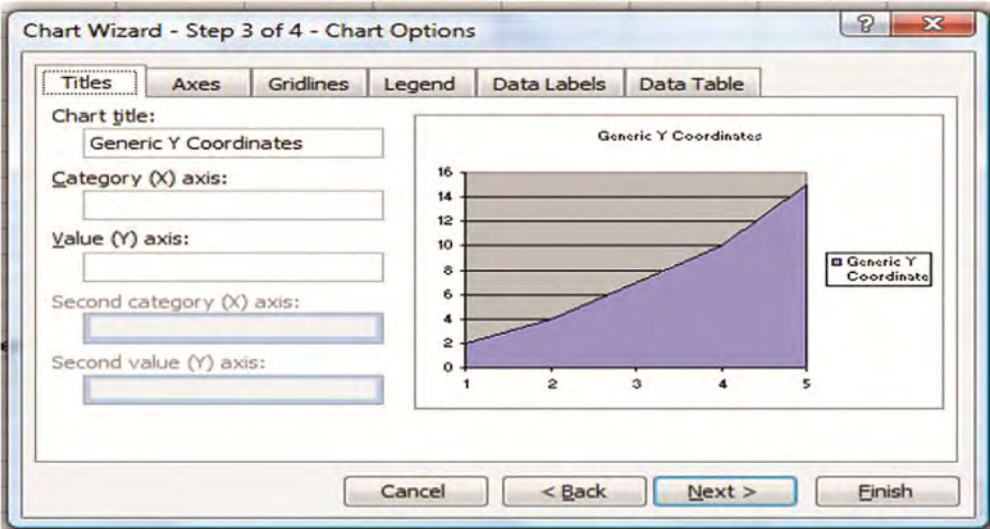 Chart Wizard - Step 3 of 4 - Chart Options
? X
Titles Axes Gridlines Legend Data Labels Data Table
Chart title:
Generic Y Coordinates
Category (X) axis:
Value (Y) axis:
Second category (X) axis:
Second value (Y) axis:
Generic Y Coordinates
16
14
12
10
8
6
4
2
0
1 2 3 4 5
Generic Y
Coordinate
Cancel < Back Next > Finish